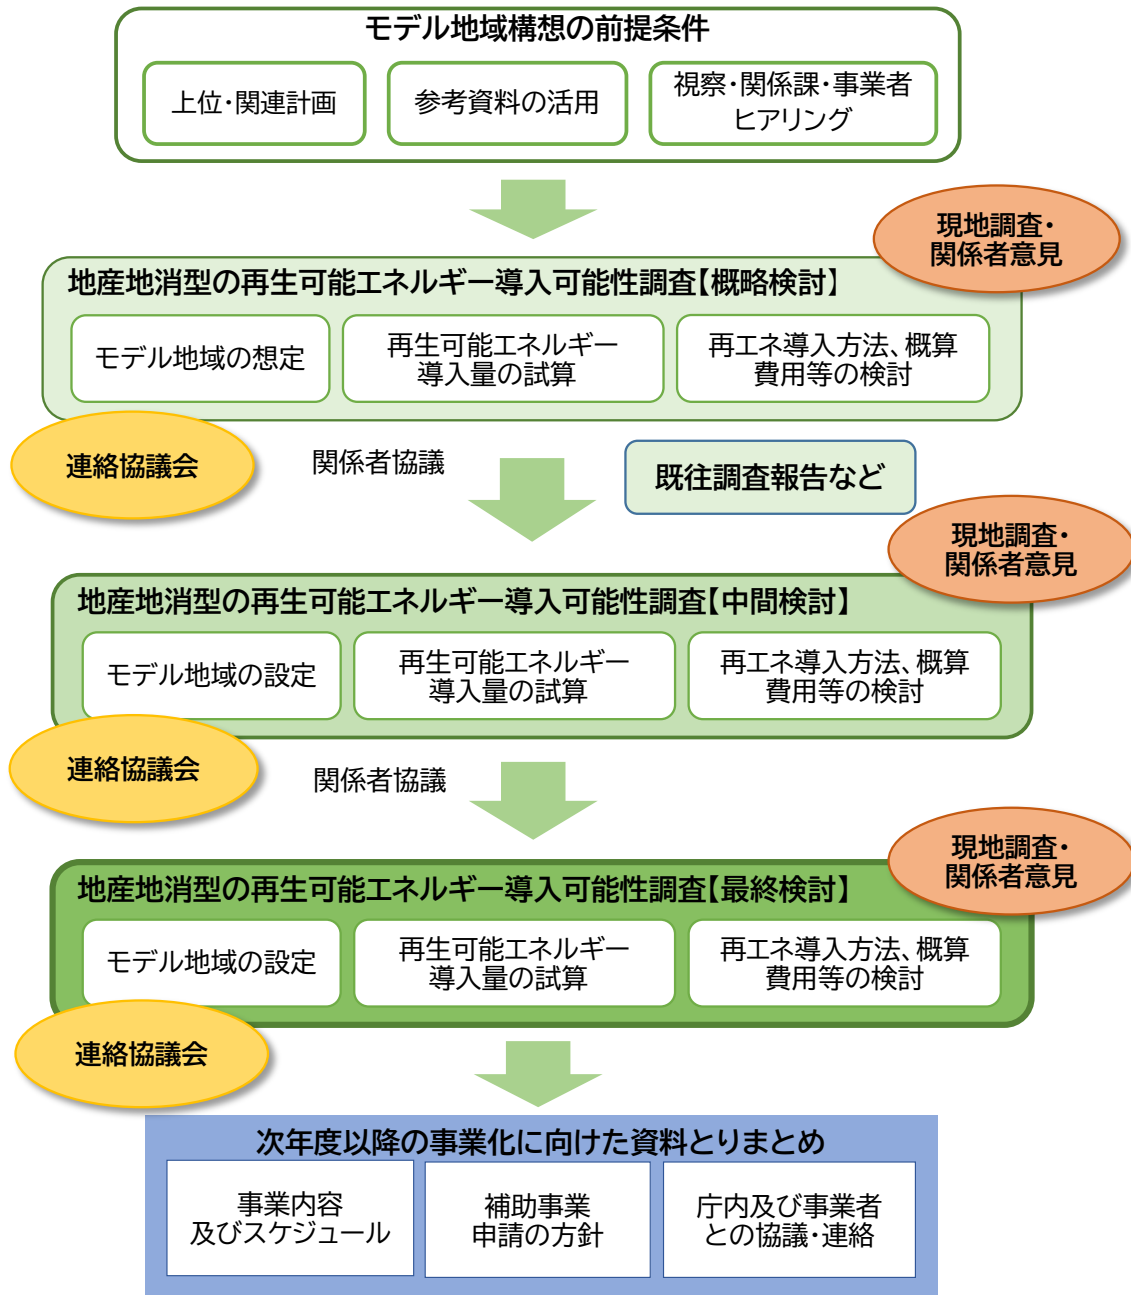 モデル地域構想の前提条件
上位・関連計画
参考資料の活用
視察・関係課・事業者
ヒアリング
現地調査・
関係者意見
地産地消型の再生可能エネルギー導入可能性調査【概略検討】
モデル地域の想定
再生可能エネルギー
導入量の試算
再エネ導入方法、概算
費用等の検討
連絡協議会
関係者協議
既往調査報告など
現地調査・
関係者意見
地産地消型の再生可能エネルギー導入可能性調査【中間検討】
モデル地域の設定
再生可能エネルギー
導入量の試算
再エネ導入方法、概算
費用等の検討
連絡協議会
関係者協議
現地調査・
関係者意見
地産地消型の再生可能エネルギー導入可能性調査【最終検討】
モデル地域の設定
再生可能エネルギー
導入量の試算
再エネ導入方法、概算
費用等の検討
連絡協議会
次年度以降の事業化に向けた資料とりまとめ
事業内容
及びスケジュール
補助事業
申請の方針
庁内及び事業者
との協議・連絡